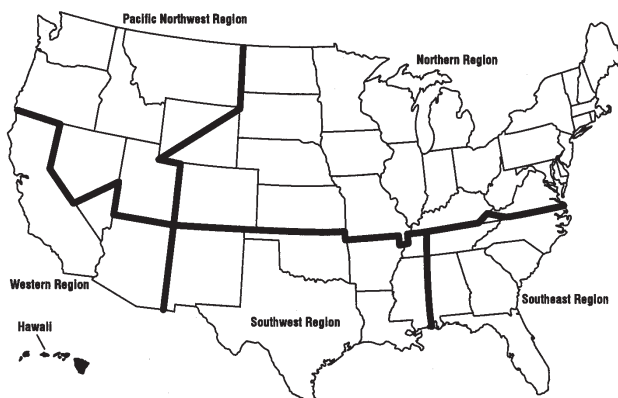 Pacific Northwest Region
Northern Region
Western Region
Southeast Region
Hawaii
Southwest Region